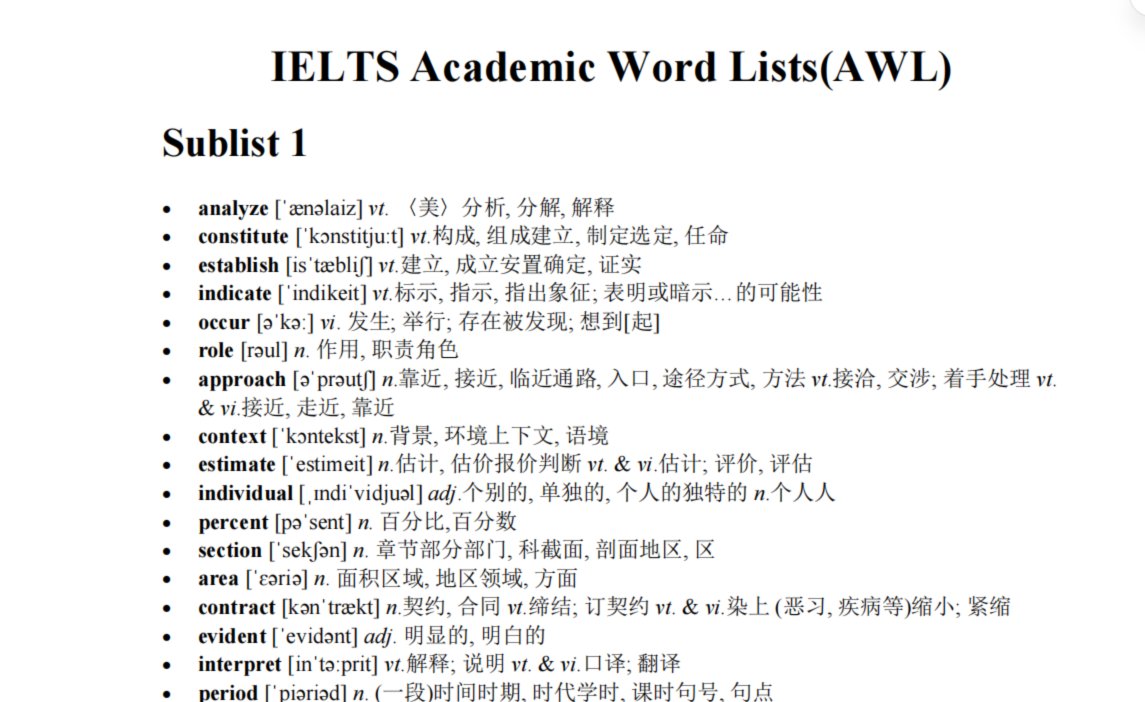 IELTS Academic Word Lists(AWL)
Sublist 1
• analyze [ˈænəlaiz] vt. 〈美〉分析, 分解, 解释
• constitute [ˈkɔnstitju:t] vt.构成, 组成建立, 制定选定, 任命
• establish [isˈtæbliʃ] vt.建立, 成立安置确定, 证实
• indicate [ˈindikeit] vt.标示, 指示, 指出象征; 表明或暗示…的可能性
• occur [əˈkə:] vi. 发生; 举行; 存在被发现; 想到[起]
• role [rəul] n. 作用, 职责角色
• approach [əˈprəutʃ] n.靠近, 接近, 临近通路, 入口, 途径方式, 方法 vt.接洽, 交涉; 着手处理 vt.
& vi.接近, 走近, 靠近
• context [ˈkɔntekst] n.背景, 环境上下文, 语境
• estimate [ˈestimeit] n.估计, 估价报价判断 vt. & vi.估计; 评价, 评估
• individual [ˌɪndiˈvidjuəl] adj.个别的, 单独的, 个人的独特的 n.个人人
• percent [pəˈsent] n. 百分比,百分数
• section [ˈsekʃən] n. 章节部分部门, 科截面, 剖面地区, 区
• area [ˈɛəriə] n. 面积区域, 地区领域, 方面
• contract [kənˈtrækt] n.契约, 合同 vt.缔结; 订契约 vt. & vi.染上 (恶习, 疾病等)缩小; 紧缩
• evident [ˈevidənt] adj. 明显的, 明白的
• interpret [inˈtə:prit] vt.解释; 说明 vt. & vi.口译; 翻译
• period [ˈpiəriəd] n. (一段)时间时期, 时代学时, 课时句号, 句点